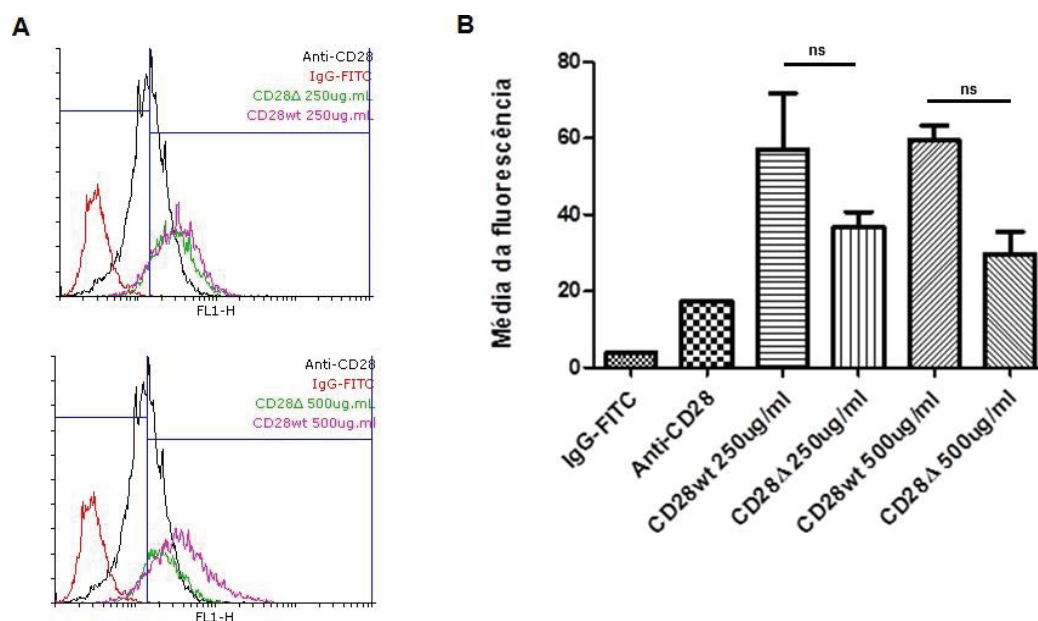 A
Anti-CD28
IgG-FITC
CD28Δ 250ug.mL
CD28wt 250ug.mL
FL1-H
Anti-CD28
IgG-FITC
CD28Δ 500ug.mL
CD28wt 500ug.ml
FL1-H
B
Média da fluorescência
80
60
40
20
0
ns
ns
IgG-FITC
Anti-CD28
CD28wt 250ug/ml
CD28Δ 250ug/ml
CD28wt 500ug/ml
CD28Δ 500ug/ml